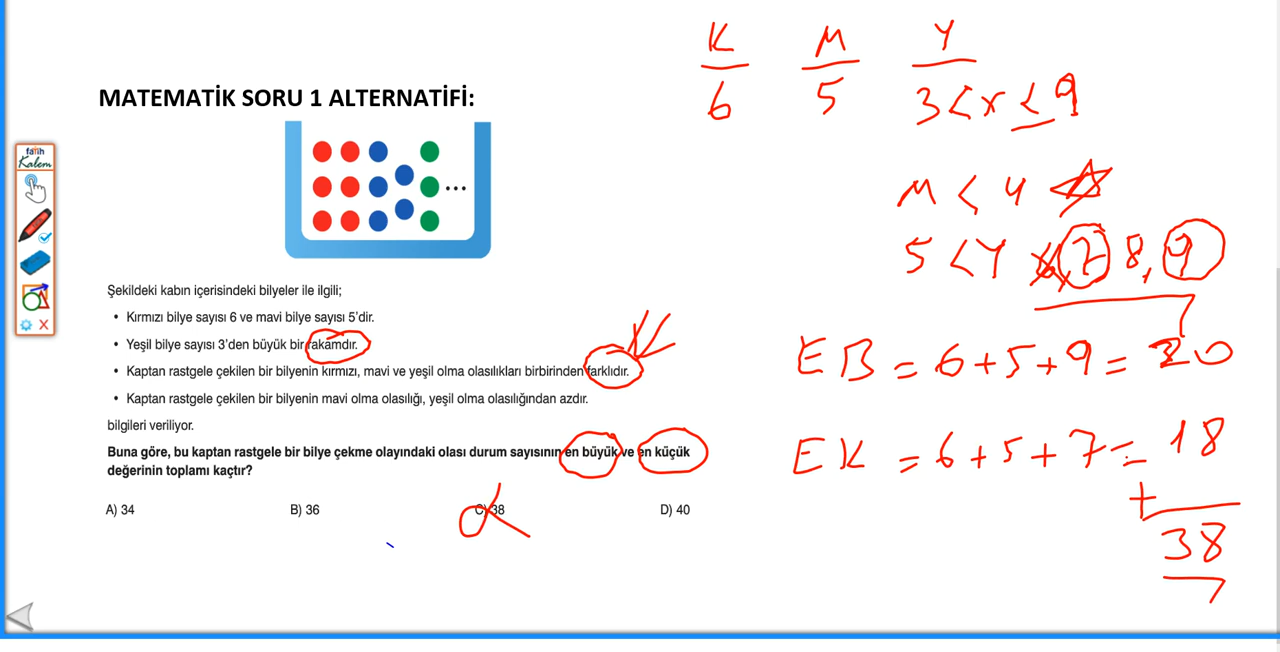 MATEMATİK SORU 1 ALTERNATİFİ:
fatih
Kalem
Şekildeki kabın içerisindeki bilyeler ile ilgili;
• Kırmızı bilye sayısı 6 ve mavi bilye sayısı 5'dir.
• Yeşil bilye sayısı 3'den büyük bir rakamdır.
• Kaptan rastgele çekilen bir bilyenin kırmızı, mavi ve yeşil olma olasılıkları birbirinden farklıdır.
• Kaptan rastgele çekilen bir bilyenin mavi olma olasılığı, yeşil olma olasılığından azdır.
bilgileri veriliyor.
Buna göre, bu kaptan rastgele bir bilye çekme olayındaki olası durum sayısının en büyük ve en küçük
değerinin toplamı kaçtır?
A) 34 B) 36 C) 38 D) 40
K M Y
6 5 3 < x ≤ 9
M < Y
5 < Y 6, 7, 8, 9
EB = 6+5+9 = 20
EK = 6+5+7 = 18
+
38